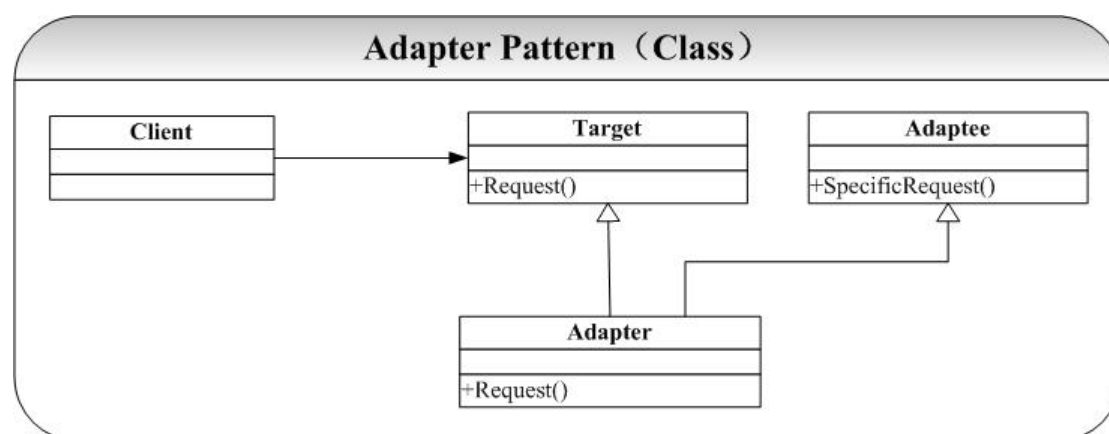 Adapter Pattern（Class）
Client
Target
+Request()
Adaptee
+SpecificRequest()
Adapter
+Request()